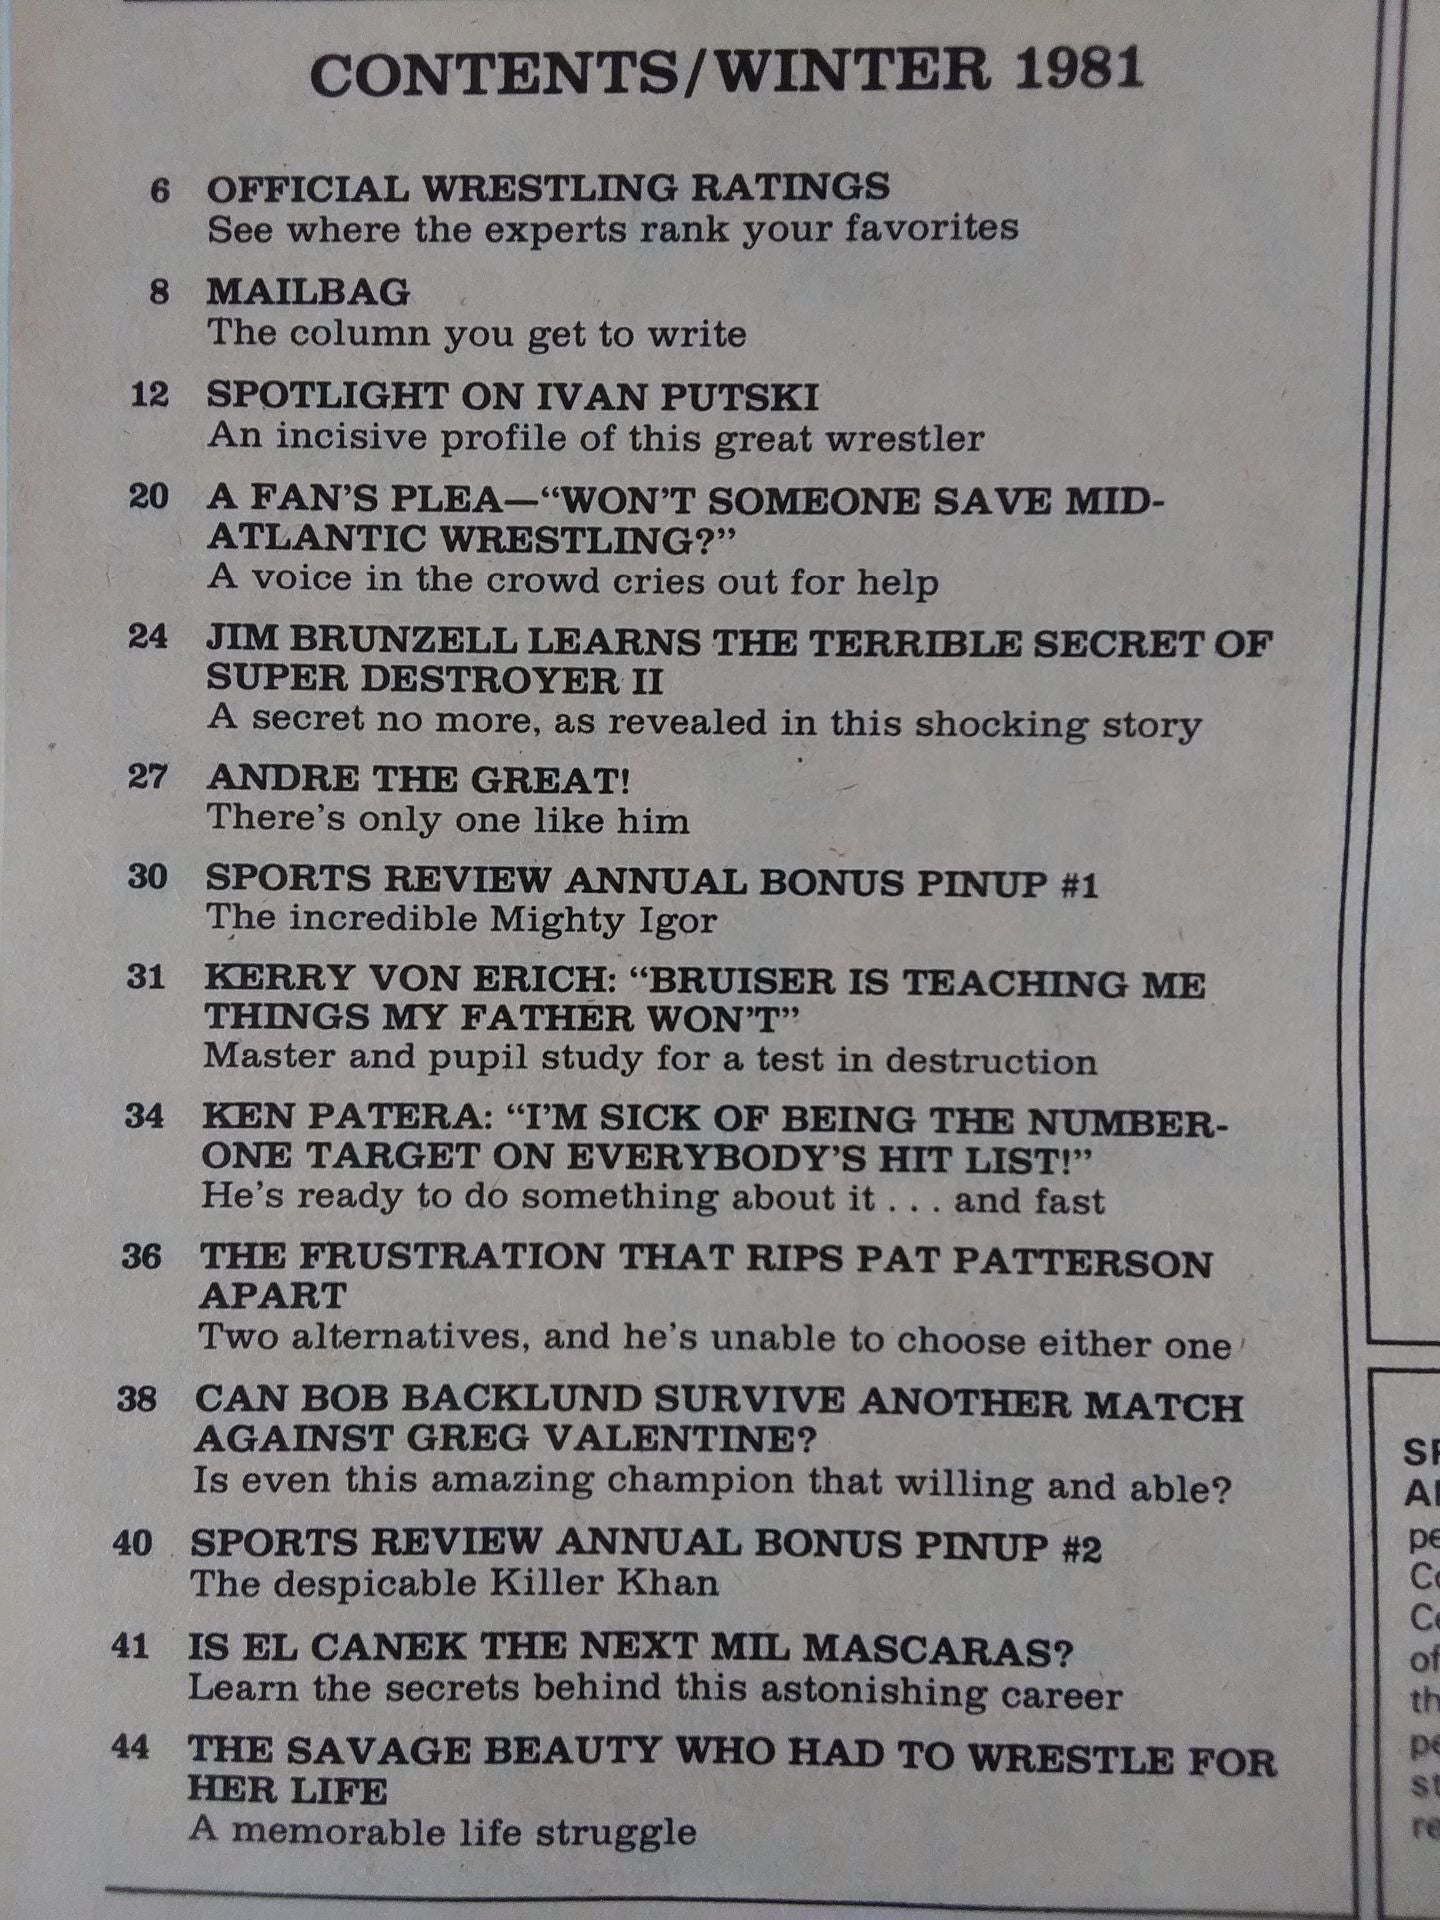 CONTENTS/WINTER 1981
6 OFFICIAL WRESTLING RATINGS
See where the experts rank your favorites
8 MAILBAG
The column you get to write
12 SPOTLIGHT ON IVAN PUTSKI
An incisive profile of this great wrestler
20 A FAN'S PLEA—“WON'T SOMEONE SAVE MID-
ATLANTIC WRESTLING?”
A voice in the crowd cries out for help
24 JIM BRUNZELL LEARNS THE TERRIBLE SECRET OF
SUPER DESTROYER II
A secret no more, as revealed in this shocking story
27 ANDRE THE GREAT!
There's only one like him
30 SPORTS REVIEW ANNUAL BONUS PINUP #1
The incredible Mighty Igor
31 KERRY VON ERICH: “BRUISER IS TEACHING ME
THINGS MY FATHER WON'T”
Master and pupil study for a test in destruction
34 KEN PATERA: “I'M SICK OF BEING THE NUMBER-
ONE TARGET ON EVERYBODY'S HIT LIST!”
He's ready to do something about it . . . and fast
36 THE FRUSTRATION THAT RIPS PAT PATTERSON
APART
Two alternatives, and he's unable to choose either one
38 CAN BOB BACKLUND SURVIVE ANOTHER MATCH
AGAINST GREG VALENTINE?
Is even this amazing champion that willing and able?
40 SPORTS REVIEW ANNUAL BONUS PINUP #2
The despicable Killer Khan
41 IS EL CANEK THE NEXT MIL MASCARAS?
Learn the secrets behind this astonishing career
44 THE SAVAGE BEAUTY WHO HAD TO WRESTLE FOR
HER LIFE
A memorable life struggle
of